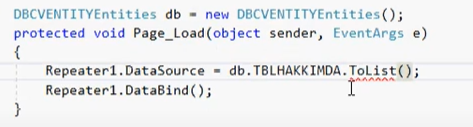 DBCVENTITYEntities db = new DBCVENTITYEntities();
protected void Page_Load(object sender, EventArgs e)
{
Repeater1.DataSource = db.TBLHAKKIMDA.ToList();
Repeater1.DataBind();
}